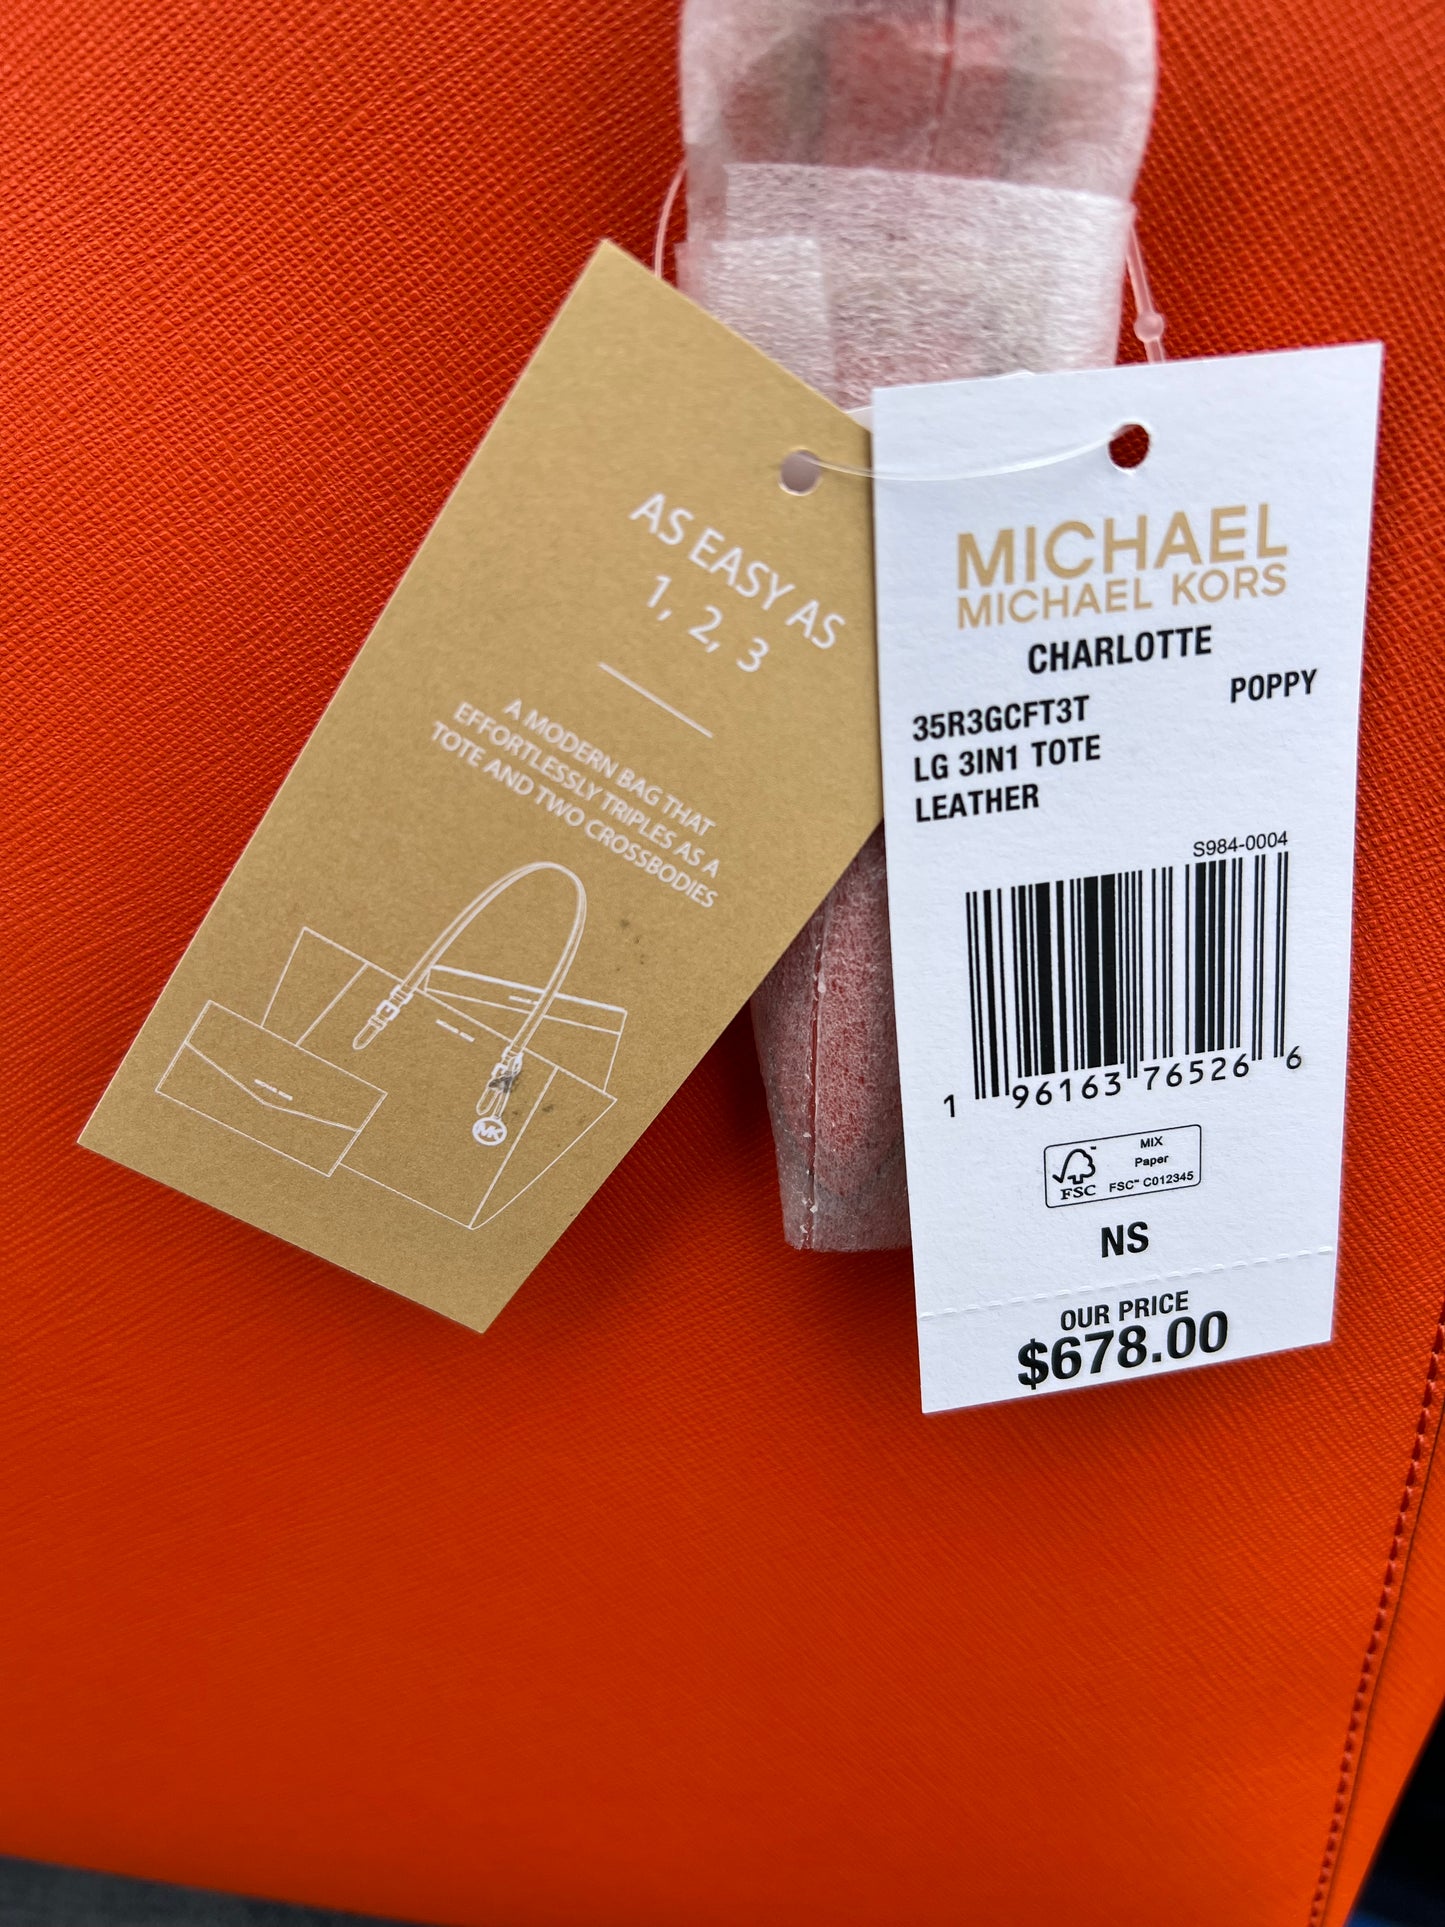 AS EASY AS
1, 2, 3
A MODERN BAG THAT
EFFORTLESSLY TRIPLES AS A
TOTE AND TWO CROSSBODIES
MK
MICHAEL
MICHAEL KORS
CHARLOTTE
35R3GCFT3T POPPY
LG 3IN1 TOTE
LEATHER
S984-0004
1 96163 76526 6
FSC
MIX
Paper
FSC™ C012345
NS
OUR PRICE
$678.00